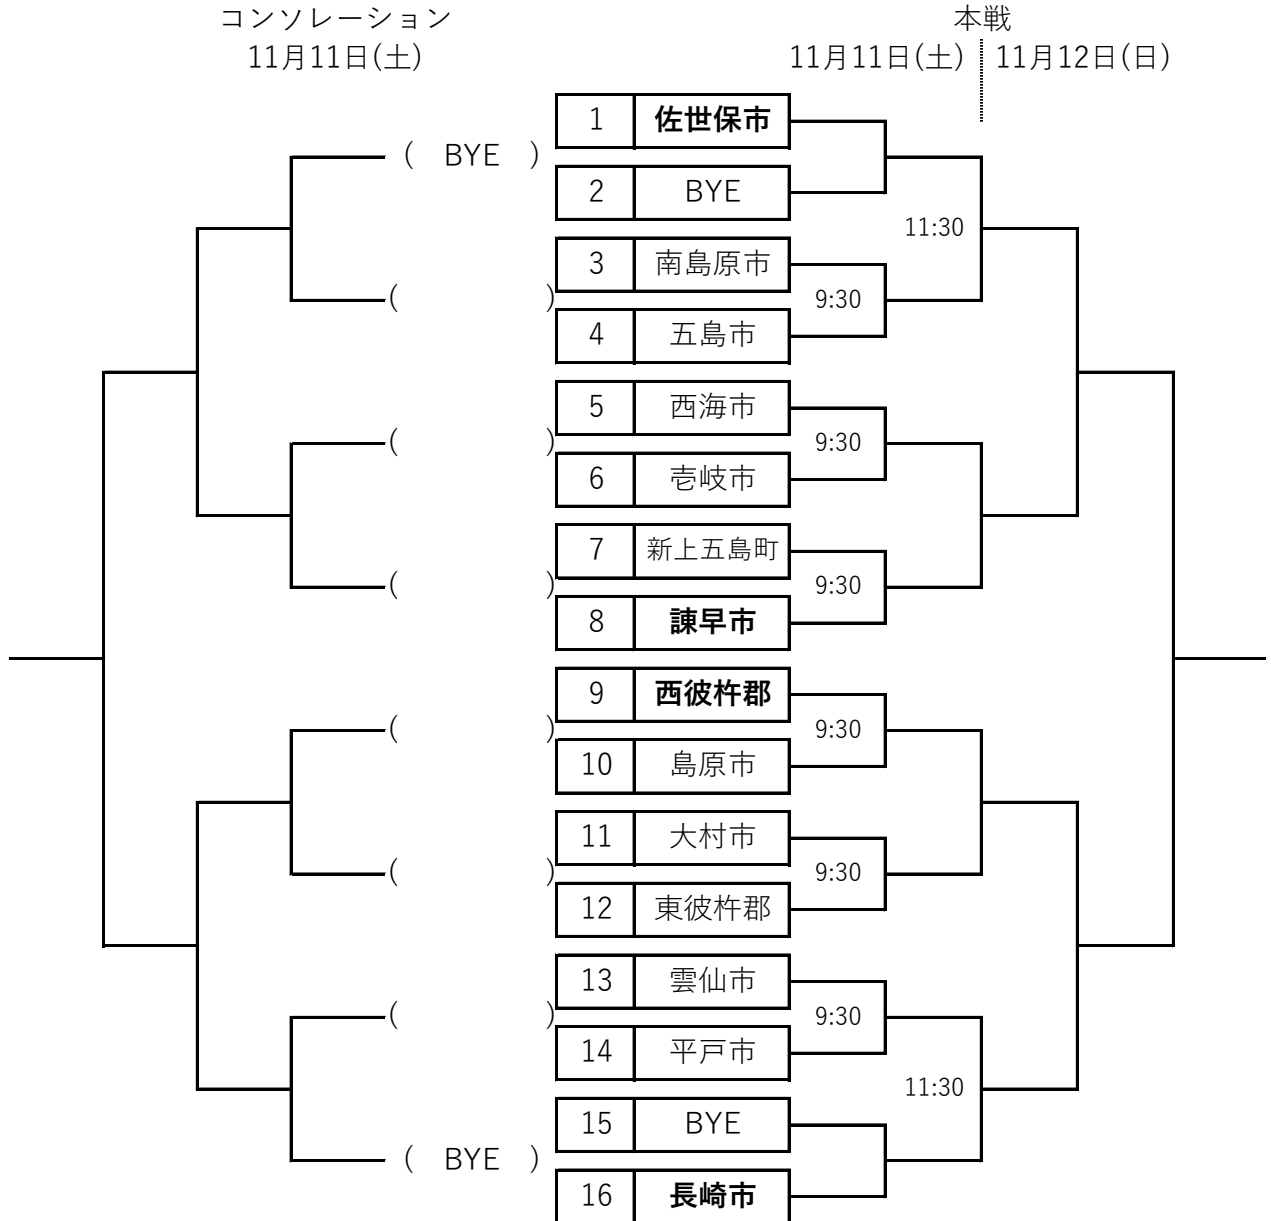 コンソレーション
本戦
11月11日(土)
11月11日(土) 11月12日(日)
1 佐世保市
( BYE )
2 BYE
11:30
3 南島原市
( ) 9:30
4 五島市
5 西海市
( ) 9:30
6 壱岐市
7 新上五島町
( ) 9:30
8 諫早市
9 西彼杵郡
( ) 9:30
10 島原市
11 大村市
( ) 9:30
12 東彼杵郡
13 雲仙市
( ) 9:30
14 平戸市
11:30
15 BYE
( BYE )
16 長崎市